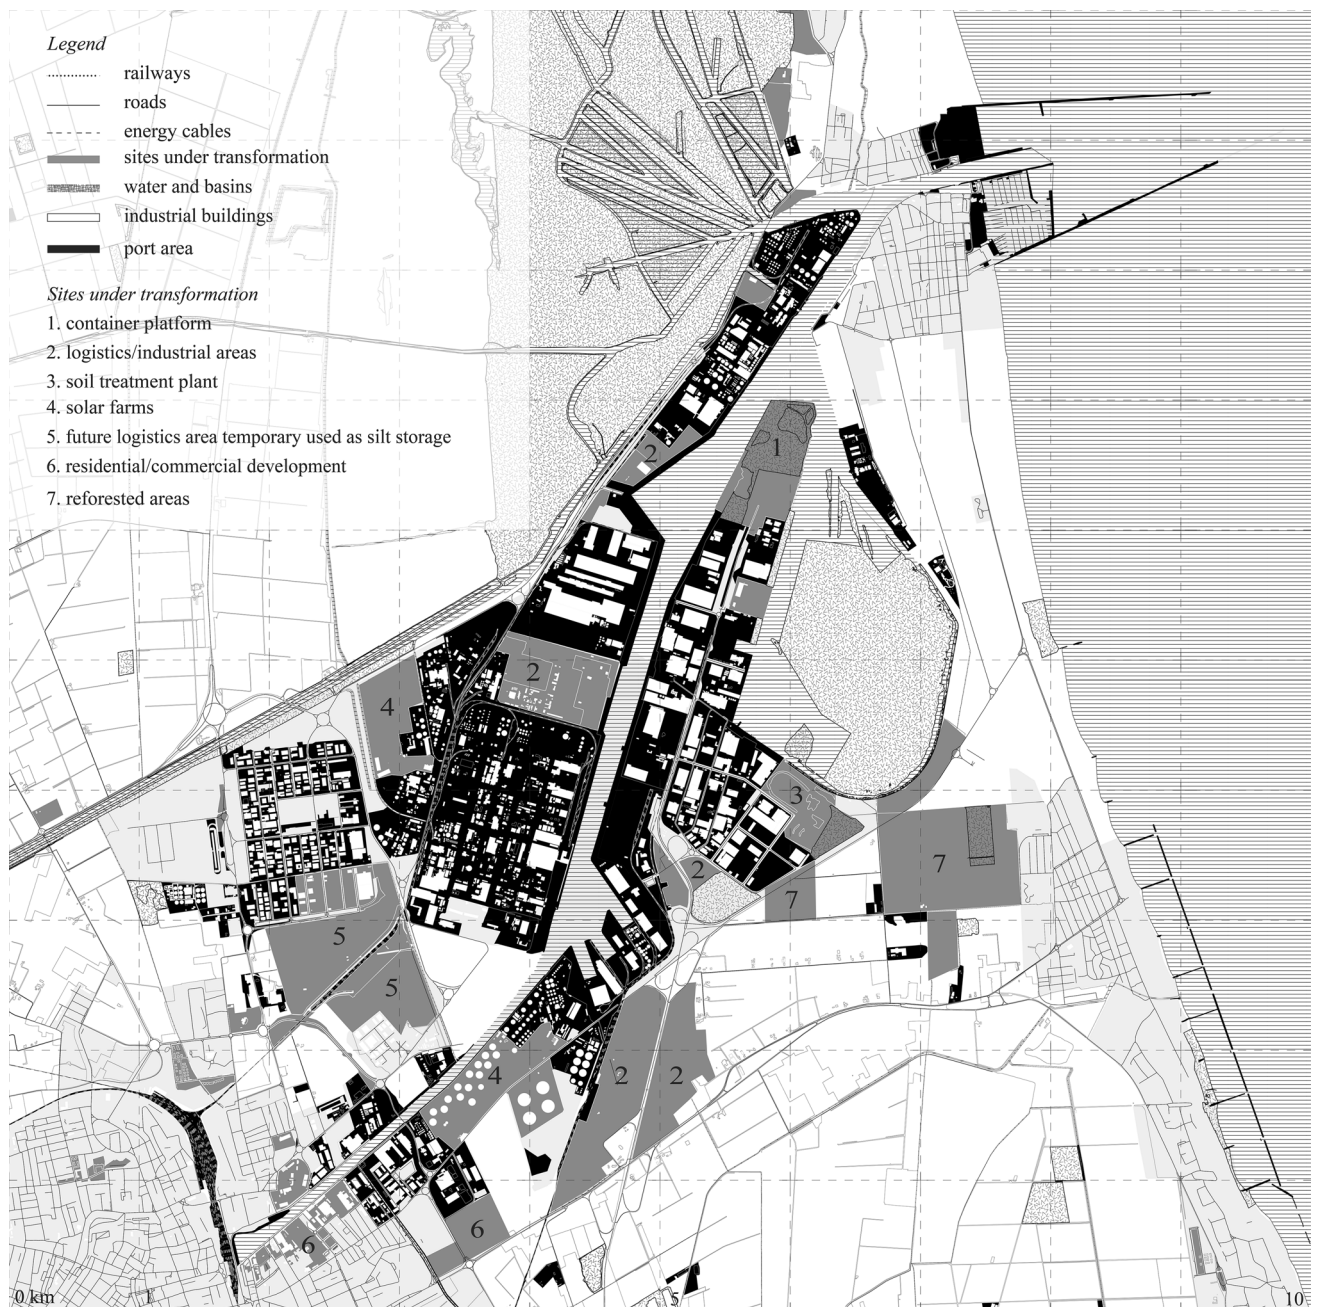 Legend
railways
roads
energy cables
sites under transformation
water and basins
industrial buildings
port area
Sites under transformation
1. container platform
2. logistics/industrial areas
3. soil treatment plant
4. solar farms
5. future logistics area temporary used as silt storage
6. residential/commercial development
7. reforested areas
1
2
2
4
3
2
7
7
5
5
4
2
2
6
6
0 km
1
5
10